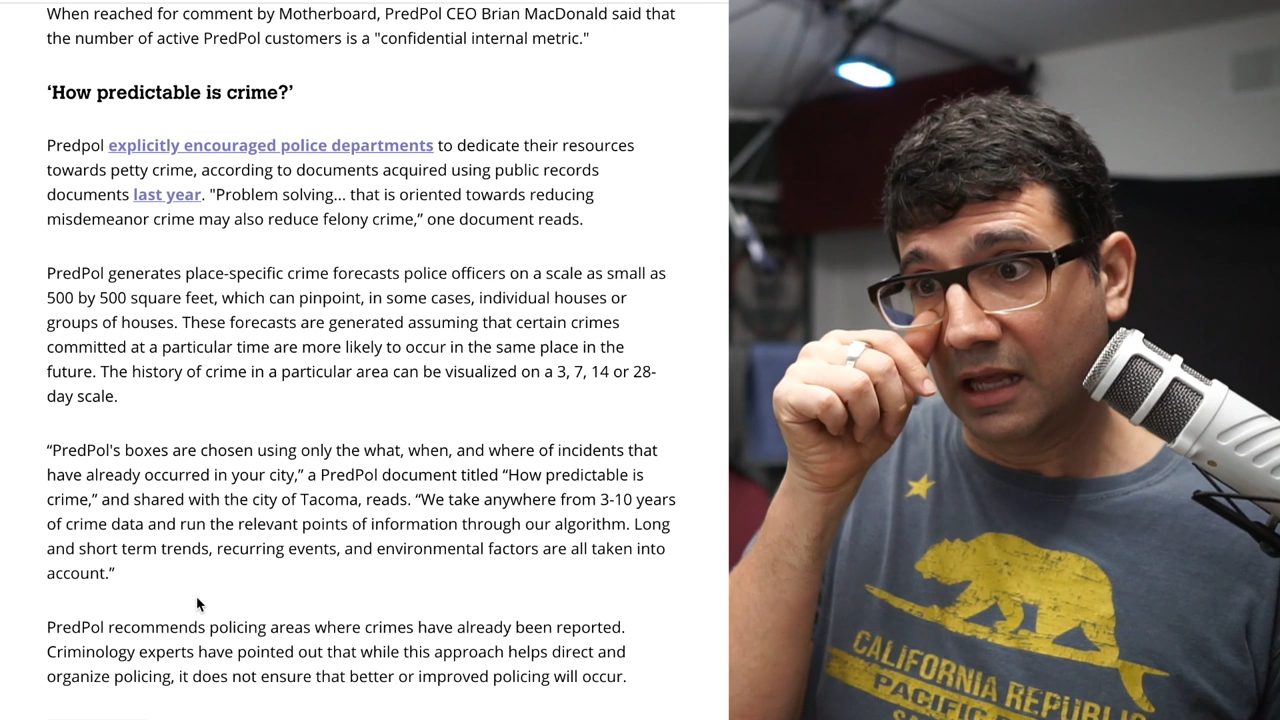 When reached for comment by Motherboard, PredPol CEO Brian MacDonald said that
the number of active PredPol customers is a "confidential internal metric."
‘How predictable is crime?’
Predpol explicitly encouraged police departments to dedicate their resources
towards petty crime, according to documents acquired using public records
documents last year. "Problem solving... that is oriented towards reducing
misdemeanor crime may also reduce felony crime,” one document reads.
PredPol generates place-specific crime forecasts police officers on a scale as small as
500 by 500 square feet, which can pinpoint, in some cases, individual houses or
groups of houses. These forecasts are generated assuming that certain crimes
committed at a particular time are more likely to occur in the same place in the
future. The history of crime in a particular area can be visualized on a 3, 7, 14 or 28-
day scale.
“PredPol's boxes are chosen using only the what, when, and where of incidents that
have already occurred in your city,” a PredPol document titled “How predictable is
crime,” and shared with the city of Tacoma, reads. “We take anywhere from 3-10 years
of crime data and run the relevant points of information through our algorithm. Long
and short term trends, recurring events, and environmental factors are all taken into
account.”
PredPol recommends policing areas where crimes have already been reported.
Criminology experts have pointed out that while this approach helps direct and
organize policing, it does not ensure that better or improved policing will occur.
CALIFORNIA REPUBLIC
PACIFIC